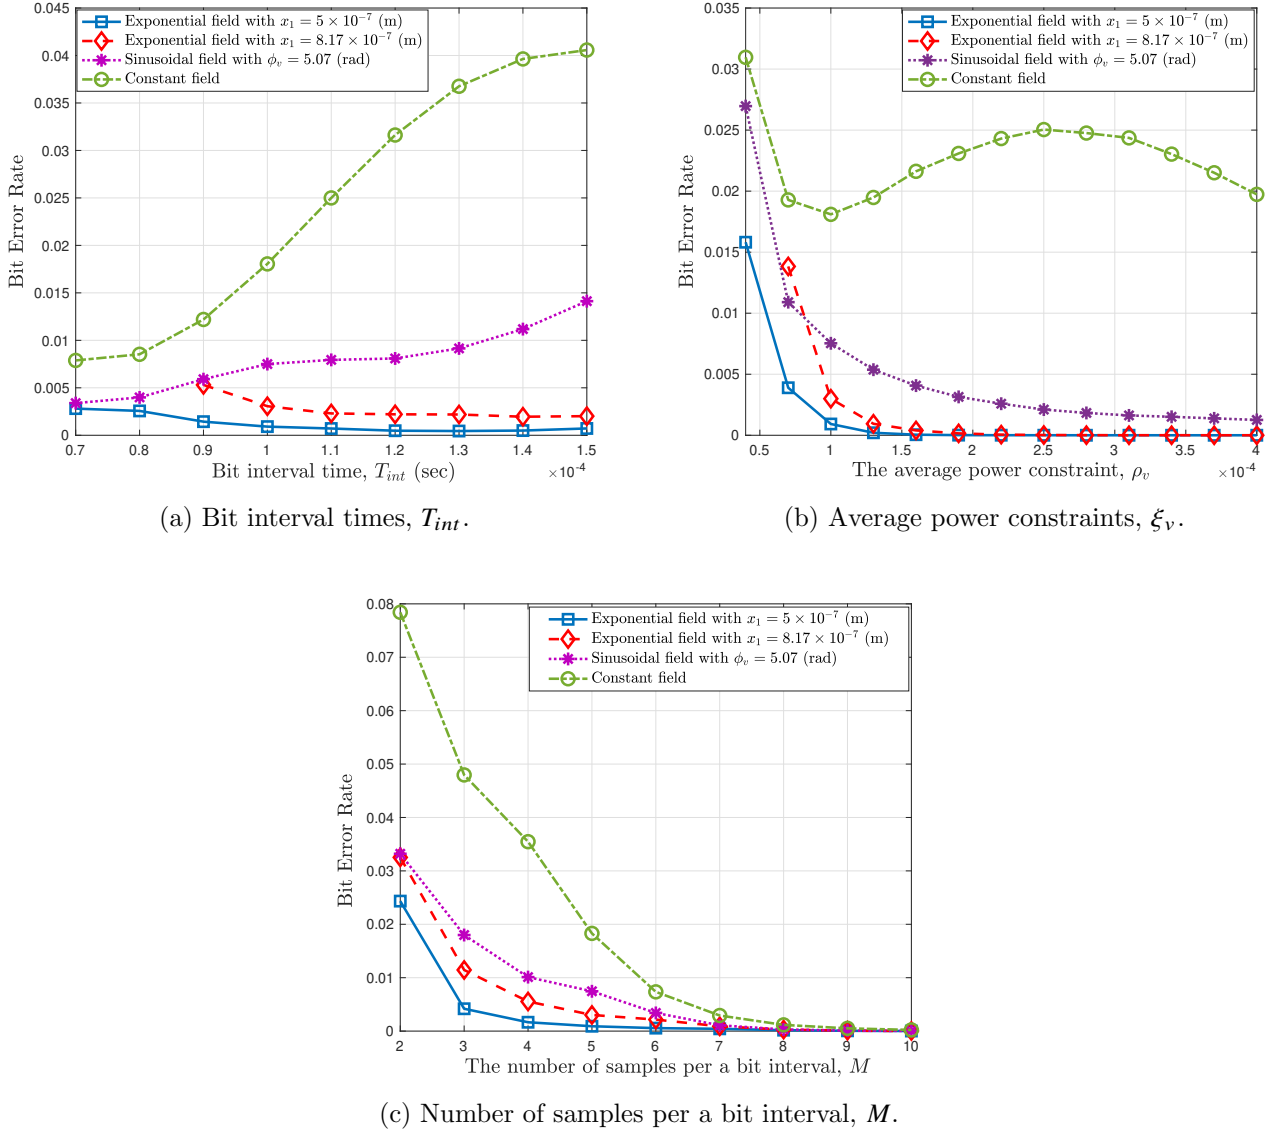 Exponential field with x₁ = 5 × 10⁻⁷ (m)
Exponential field with x₁ = 8.17 × 10⁻⁷ (m)
Sinusoidal field with ϕᵥ = 5.07 (rad)
Constant field
0.045
0.04
0.035
0.03
0.025
0.02
0.015
0.01
0.005
0
Bit Error Rate
0.7 0.8 0.9 1.0 1.1 1.2 1.3 1.4 1.5
Bit interval time, T_int (sec)
×10⁻⁴
(a) Bit interval times, T_int.
Exponential field with x₁ = 5 × 10⁻⁷ (m)
Exponential field with x₁ = 8.17 × 10⁻⁷ (m)
Sinusoidal field with ϕᵥ = 5.07 (rad)
Constant field
0.035
0.03
0.025
0.02
0.015
0.01
0.005
0
Bit Error Rate
0.5 1 1.5 2 2.5 3 3.5 4
The average power constraint, ρᵥ
×10⁻⁴
(b) Average power constraints, ξᵥ.
Exponential field with x₁ = 5 × 10⁻⁷ (m)
Exponential field with x₁ = 8.17 × 10⁻⁷ (m)
Sinusoidal field with ϕᵥ = 5.07 (rad)
Constant field
0.08
0.07
0.06
0.05
0.04
0.03
0.02
0.01
0
Bit Error Rate
2 3 4 5 6 7 8 9 10
The number of samples per a bit interval, M
(c) Number of samples per a bit interval, M.